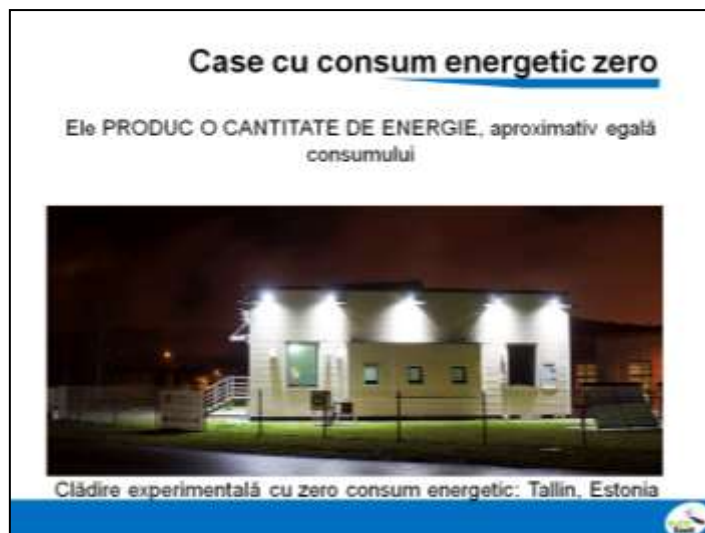 Case cu consum energetic zero
Ele PRODUC O CANTITATE DE ENERGIE, aproximativ egală
consumului
Clădire experimentală cu zero consum energetic: Tallin, Estonia